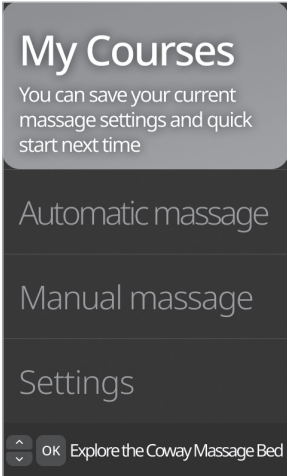 My Courses
You can save your current
massage settings and quick
start next time
Automatic massage
Manual massage
Settings
OK Explore the Coway Massage Bed